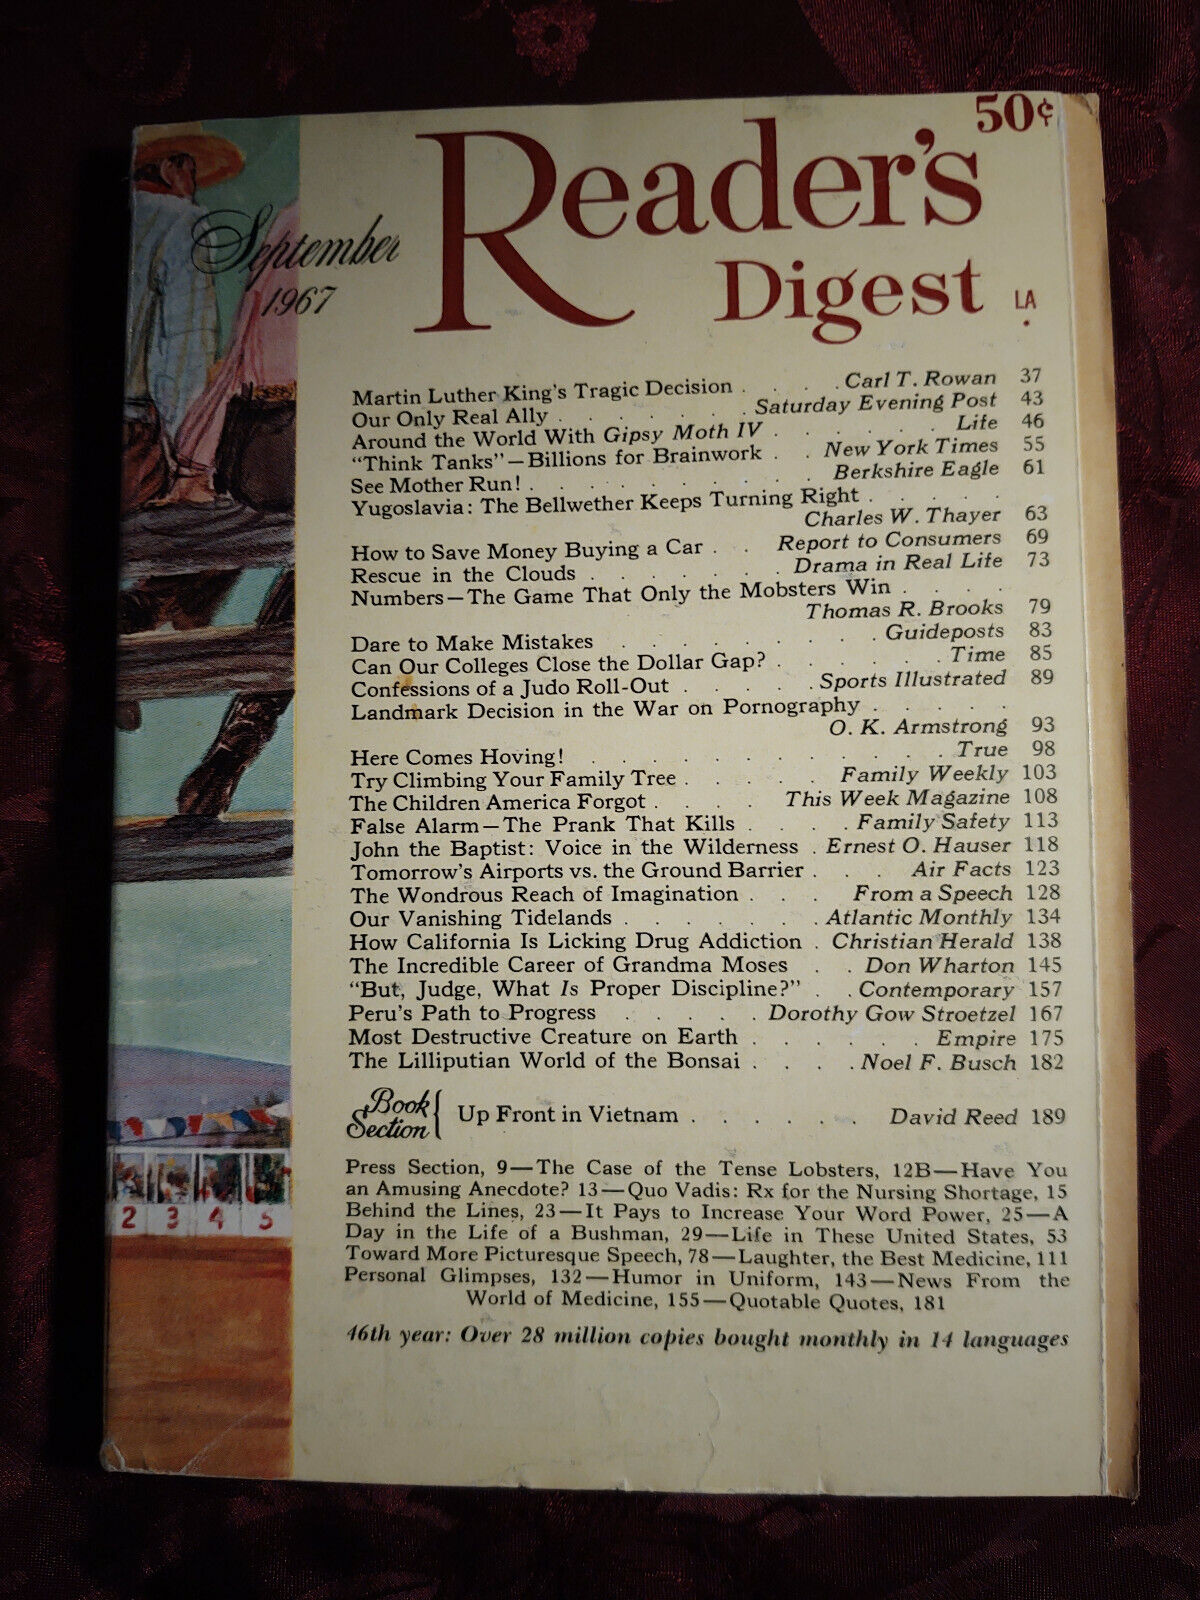 50¢
Reader's
Digest
LA
September
1967
Martin Luther King's Tragic Decision . . . . Carl T. Rowan 37
Our Only Real Ally . . . . . . . Saturday Evening Post 43
Around the World With Gipsy Moth IV . . . . . . Life 46
"Think Tanks"—Billions for Brainwork . . New York Times 55
See Mother Run! . . . . . . . . . Berkshire Eagle 61
Yugoslavia: The Bellwether Keeps Turning Right . . . . .
Charles W. Thayer 63
How to Save Money Buying a Car . . Report to Consumers 69
Rescue in the Clouds . . . . . . . Drama in Real Life 73
Numbers—The Game That Only the Mobsters Win . . . .
Thomas R. Brooks 79
Dare to Make Mistakes . . . . . . . . . Guideposts 83
Can Our Colleges Close the Dollar Gap? . . . . . . Time 85
Confessions of a Judo Roll-Out . . . . . Sports Illustrated 89
Landmark Decision in the War on Pornography . . . . .
O. K. Armstrong 93
Here Comes Hoving! . . . . . . . . . . . . True 98
Try Climbing Your Family Tree . . . . . Family Weekly 103
The Children America Forgot . . . . This Week Magazine 108
False Alarm—The Prank That Kills . . . . Family Safety 113
John the Baptist: Voice in the Wilderness . Ernest O. Hauser 118
Tomorrow's Airports vs. the Ground Barrier . . . Air Facts 123
The Wondrous Reach of Imagination . . . From a Speech 128
Our Vanishing Tidelands . . . . . . . Atlantic Monthly 134
How California Is Licking Drug Addiction . Christian Herald 138
The Incredible Career of Grandma Moses . . Don Wharton 145
"But, Judge, What Is Proper Discipline?" . . Contemporary 157
Peru's Path to Progress . . . . . Dorothy Gow Stroetzel 167
Most Destructive Creature on Earth . . . . . . Empire 175
The Lilliputian World of the Bonsai . . . . Noel F. Busch 182
Book
Section { Up Front in Vietnam . . . . . . David Reed 189
Press Section, 9—The Case of the Tense Lobsters, 12B—Have You
an Amusing Anecdote? 13—Quo Vadis: Rx for the Nursing Shortage, 15
Behind the Lines, 23—It Pays to Increase Your Word Power, 25—A
Day in the Life of a Bushman, 29—Life in These United States, 53
Toward More Picturesque Speech, 78—Laughter, the Best Medicine, 111
Personal Glimpses, 132—Humor in Uniform, 143—News From the
World of Medicine, 155—Quotable Quotes, 181
46th year: Over 28 million copies bought monthly in 14 languages
2 3 4 5